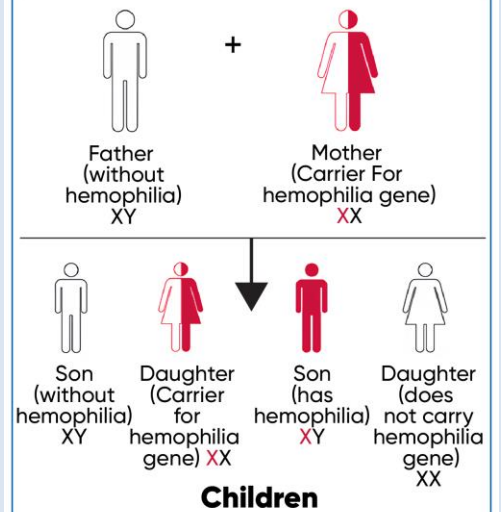 +
Father
(without
hemophilia)
XY
Mother
(Carrier For
hemophilia gene)
XX
Son
(without
hemophilia)
XY
Daughter
(Carrier
for
hemophilia
gene) XX
Son
(has
hemophilia)
XY
Daughter
(does
not carry
hemophilia
gene)
XX
Children